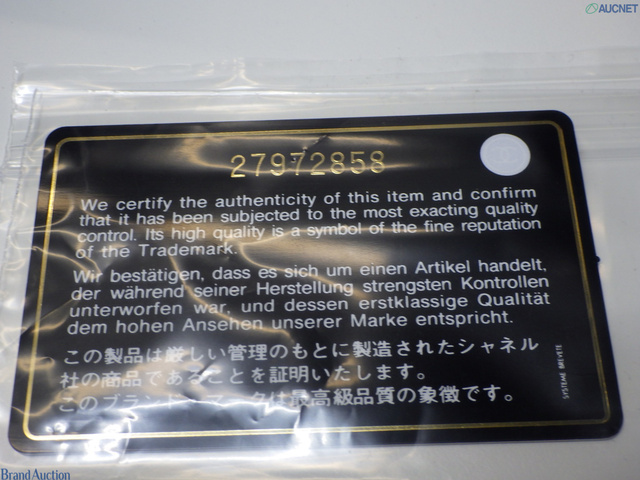 AUCNET
27972858
We certify the authenticity of this item and confirm
that it has been subjected to the most exacting quality
control. Its high quality is a symbol of the fine reputation
of the Trademark.
Wir bestätigen, dass es sich um einen Artikel handelt,
der während seiner Herstellung strengsten Kontrollen
unterworfen war, und dessen erstklassige Qualität
dem hohen Ansehen unserer Marke entspricht.
この製品は厳しい管理のもとに製造されたシャネル
社の商品であることを証明いたします。
このブランドマークは最高級品質の象徴です。
SYSTEME BREVETE
Brand Auction